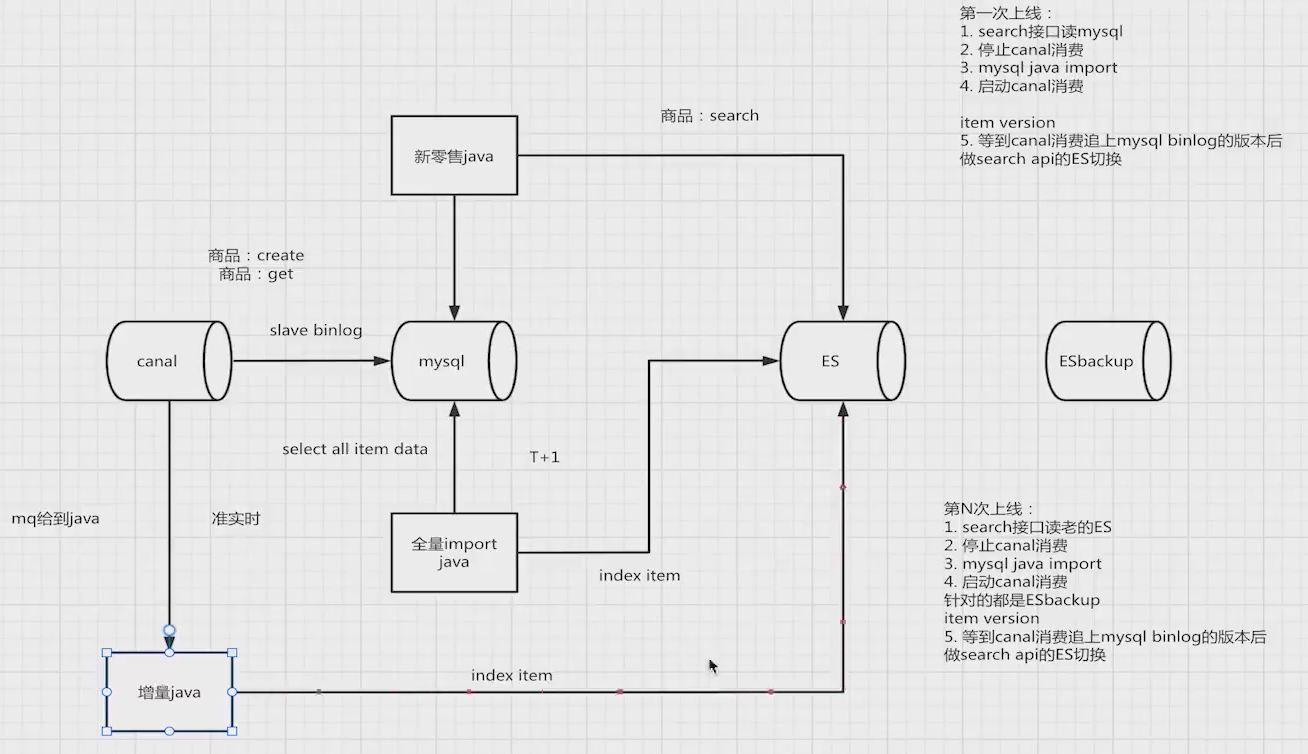 第一次上线：
1. search接口读mysql
2. 停止canal消费
3. mysql java import
4. 启动canal消费
item version
5. 等到canal消费追上mysql binlog的版本后
做search api的ES切换
商品：search
新零售java
商品：create
商品：get
slave binlog
canal
mysql
ES
ESbackup
select all item data
T+1
mq给到java
准实时
全量import
java
index item
第N次上线：
1. search接口读老的ES
2. 停止canal消费
3. mysql java import
4. 启动canal消费
针对的都是ESbackup
item version
5. 等到canal消费追上mysql binlog的版本后
做search api的ES切换
index item
增量java